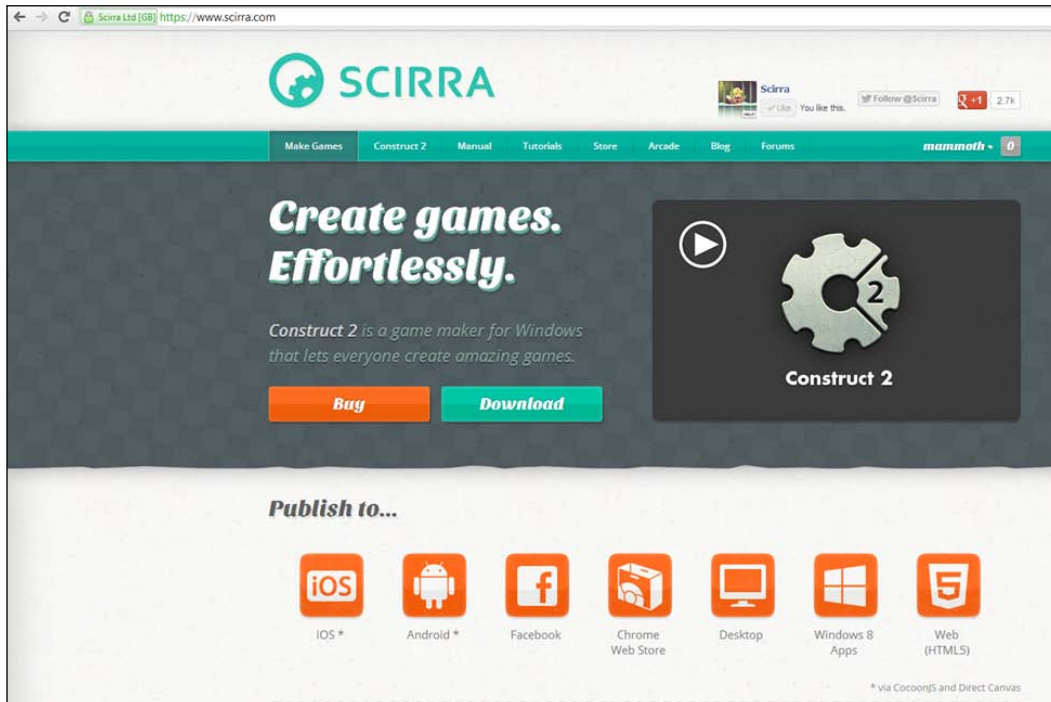 Scirra Ltd [GB] https://www.scirra.com
SCIRRA
Scirra
Like You like this.
Follow @Scirra
+1 2.7k
Make Games Construct 2 Manual Tutorials Store Arcade Blog Forums mammoth 0
Create games.
Effortlessly.
Construct 2 is a game maker for Windows
that lets everyone create amazing games.
Buy Download
2
Construct 2
Publish to...
iOS
iOS * Android * Facebook Chrome Desktop Windows 8 Web
Web Store Apps (HTML5)
* via CocoonJS and Direct Canvas